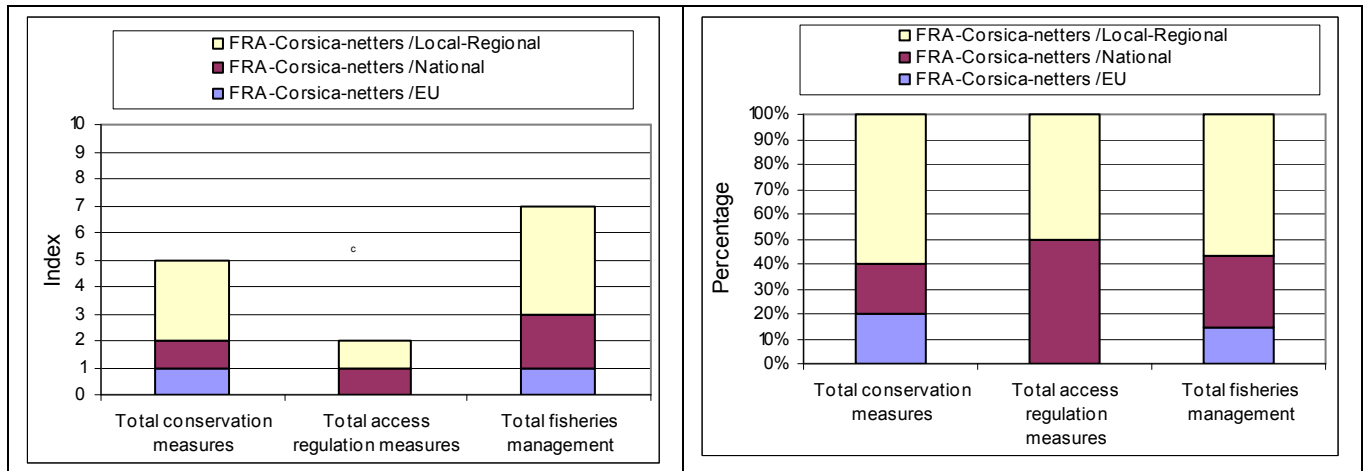 FRA-Corsica-netters /Local-Regional
FRA-Corsica-netters /National
FRA-Corsica-netters /EU
10
9
8
7
6
5
4
3
2
1
0
Index
c
Total conservation measures
Total access regulation measures
Total fisheries management
FRA-Corsica-netters /Local-Regional
FRA-Corsica-netters /National
FRA-Corsica-netters /EU
100%
90%
80%
70%
60%
50%
40%
30%
20%
10%
0%
Percentage
Total conservation measures
Total access regulation measures
Total fisheries management